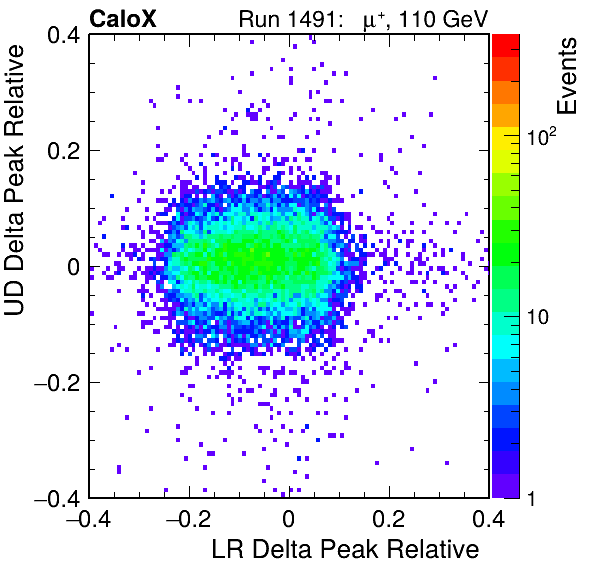 CaloX Run 1491: μ⁺, 110 GeV
0.4
0.2
0
−0.2
−0.4
−0.4 −0.2 0 0.2 0.4
LR Delta Peak Relative
UD Delta Peak Relative
Events
10²
10
1